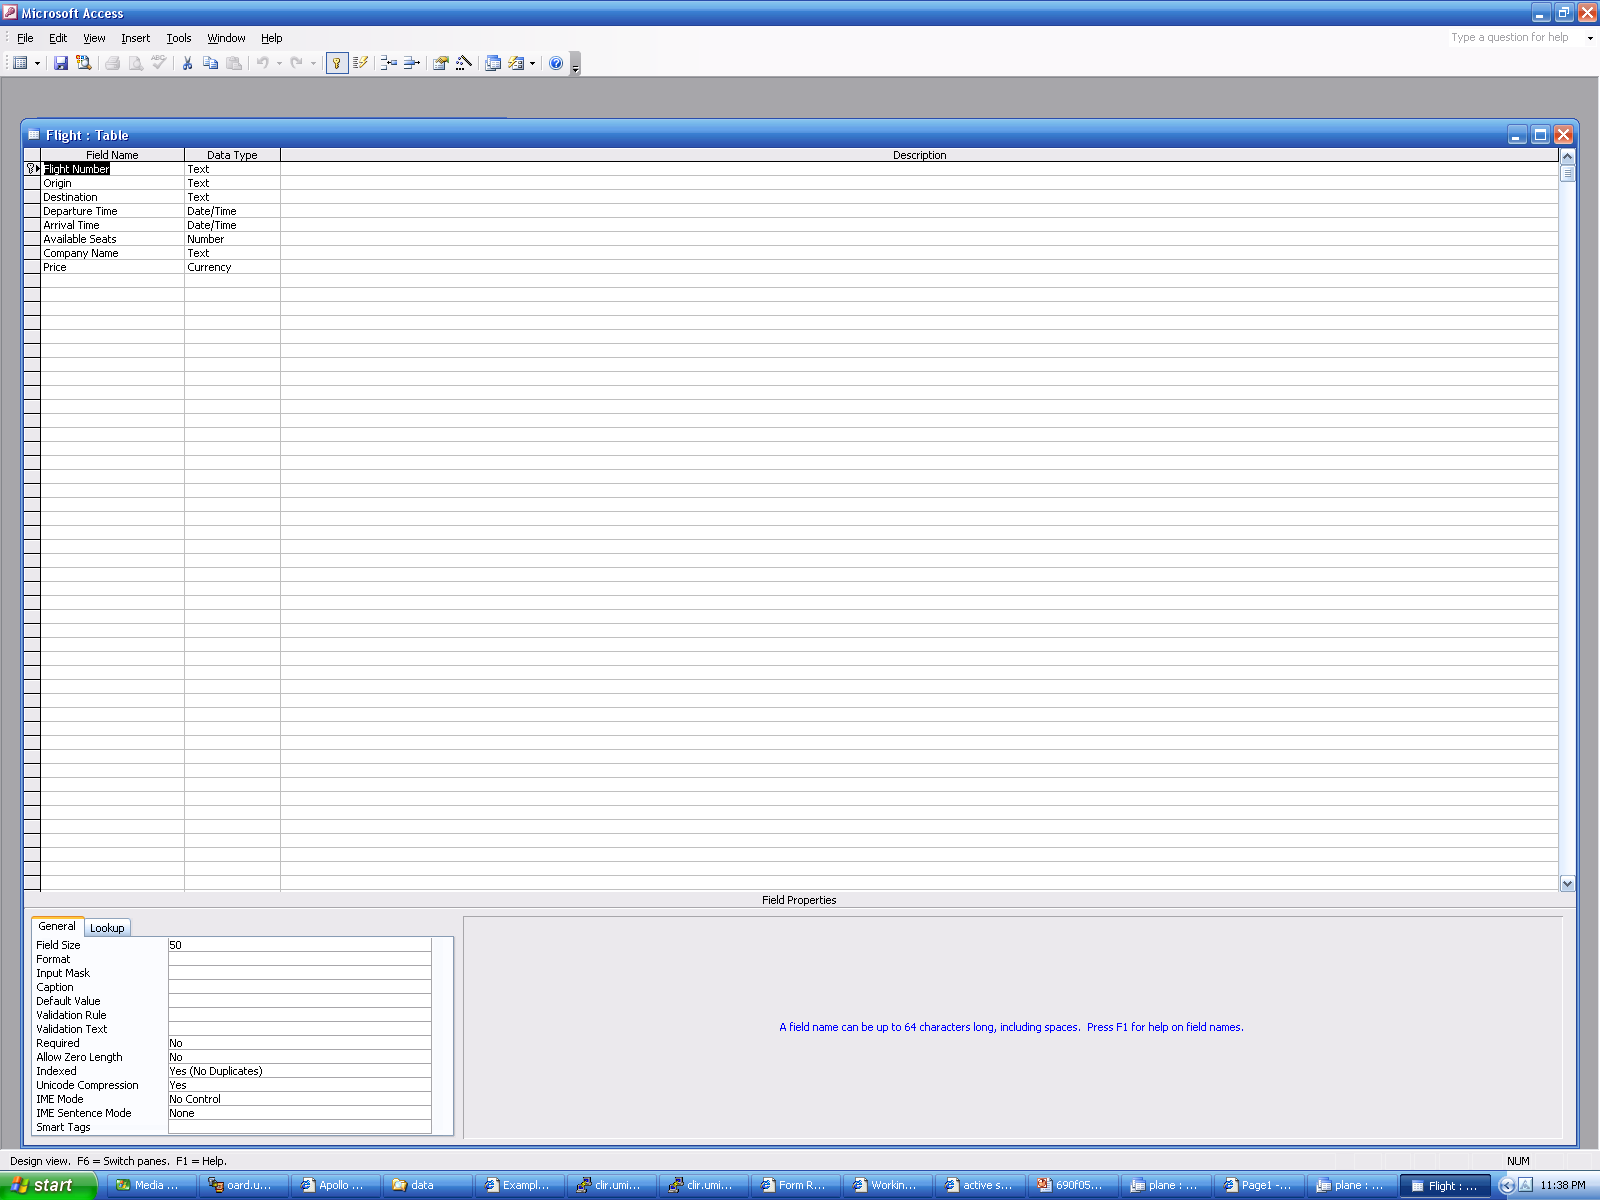 Microsoft Access
File Edit View Insert Tools Window Help
Type a question for help
Flight : Table
Field Name Data Type Description
Flight Number Text
Origin Text
Destination Text
Departure Time Date/Time
Arrival Time Date/Time
Available Seats Number
Company Name Text
Price Currency
Field Properties
General Lookup
Field Size 50
Format
Input Mask
Caption
Default Value
Validation Rule
Validation Text
Required No
Allow Zero Length No
Indexed Yes (No Duplicates)
Unicode Compression Yes
IME Mode No Control
IME Sentence Mode None
Smart Tags
A field name can be up to 64 characters long, including spaces. Press F1 for help on field names.
Design view. F6 = Switch panes. F1 = Help. NUM
start Media ... oard.u... Apollo ... data Exampl... clir.umi... clir.umi... Form R... Workin... active s... 690f05... plane : ... Page1 -... plane : ... Flight : ... 11:38 PM